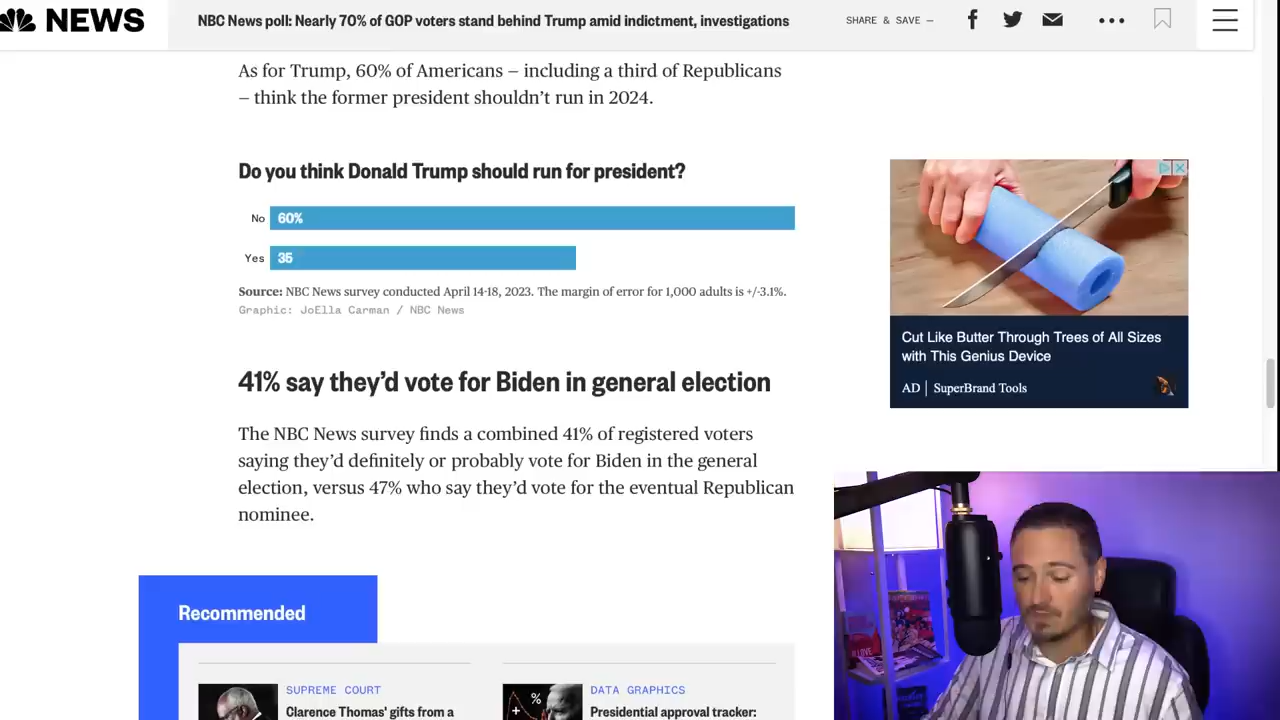 NEWS
NBC News poll: Nearly 70% of GOP voters stand behind Trump amid indictment, investigations
SHARE & SAVE —
As for Trump, 60% of Americans — including a third of Republicans
— think the former president shouldn't run in 2024.
Do you think Donald Trump should run for president?
No 60%
Yes 35
Source: NBC News survey conducted April 14-18, 2023. The margin of error for 1,000 adults is +/-3.1%.
Graphic: JoElla Carman / NBC News
Cut Like Butter Through Trees of All Sizes
with This Genius Device
AD | SuperBrand Tools
41% say they'd vote for Biden in general election
The NBC News survey finds a combined 41% of registered voters
saying they'd definitely or probably vote for Biden in the general
election, versus 47% who say they'd vote for the eventual Republican
nominee.
Recommended
SUPREME COURT
Clarence Thomas' gifts from a
%
+
DATA GRAPHICS
Presidential approval tracker: